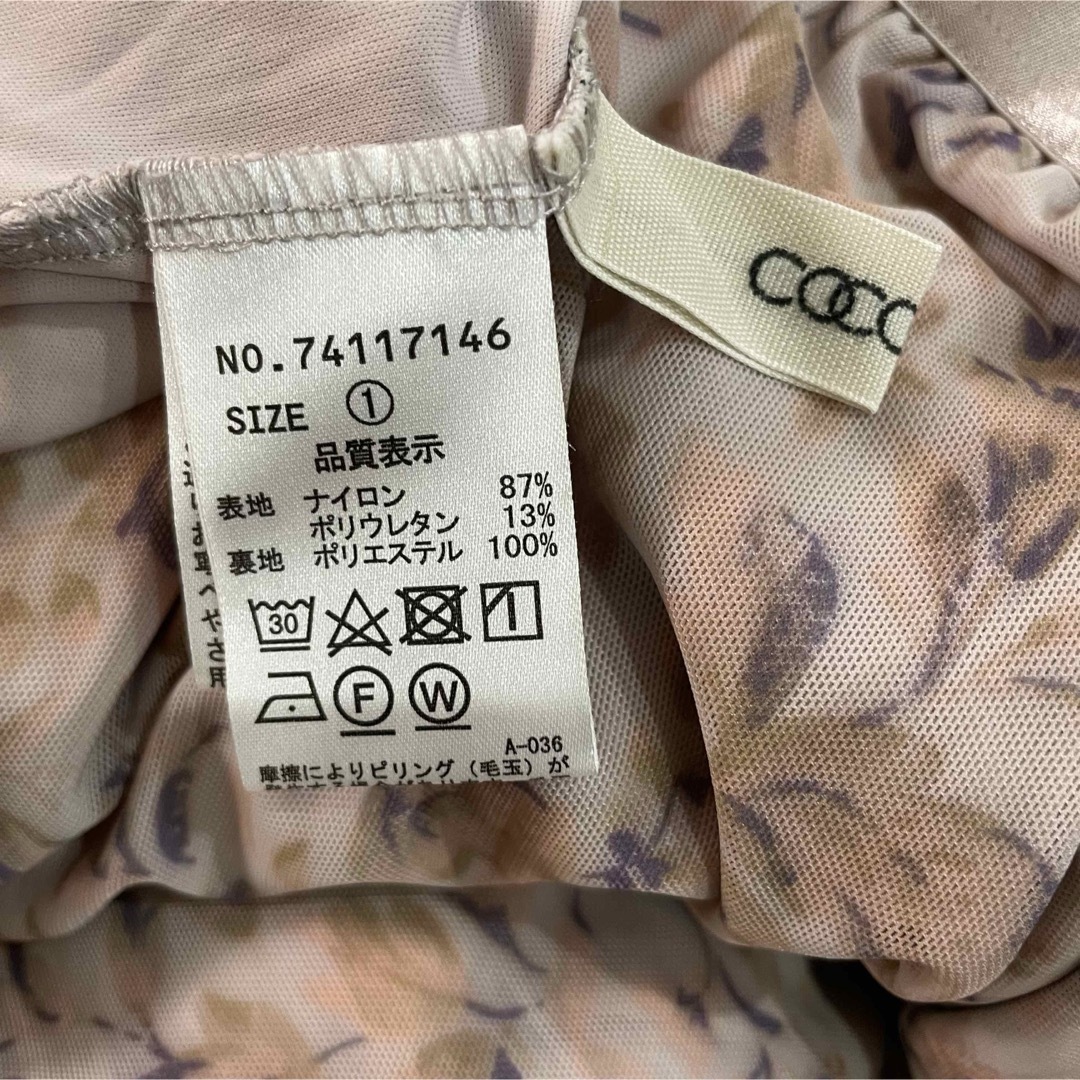 NO.74117146
SIZE ①
品質表示
表地 ナイロン 87%
ポリウレタン 13%
裏地 ポリエステル 100%
30
F W
A-036
摩擦によりピリング（毛玉）が
COCO